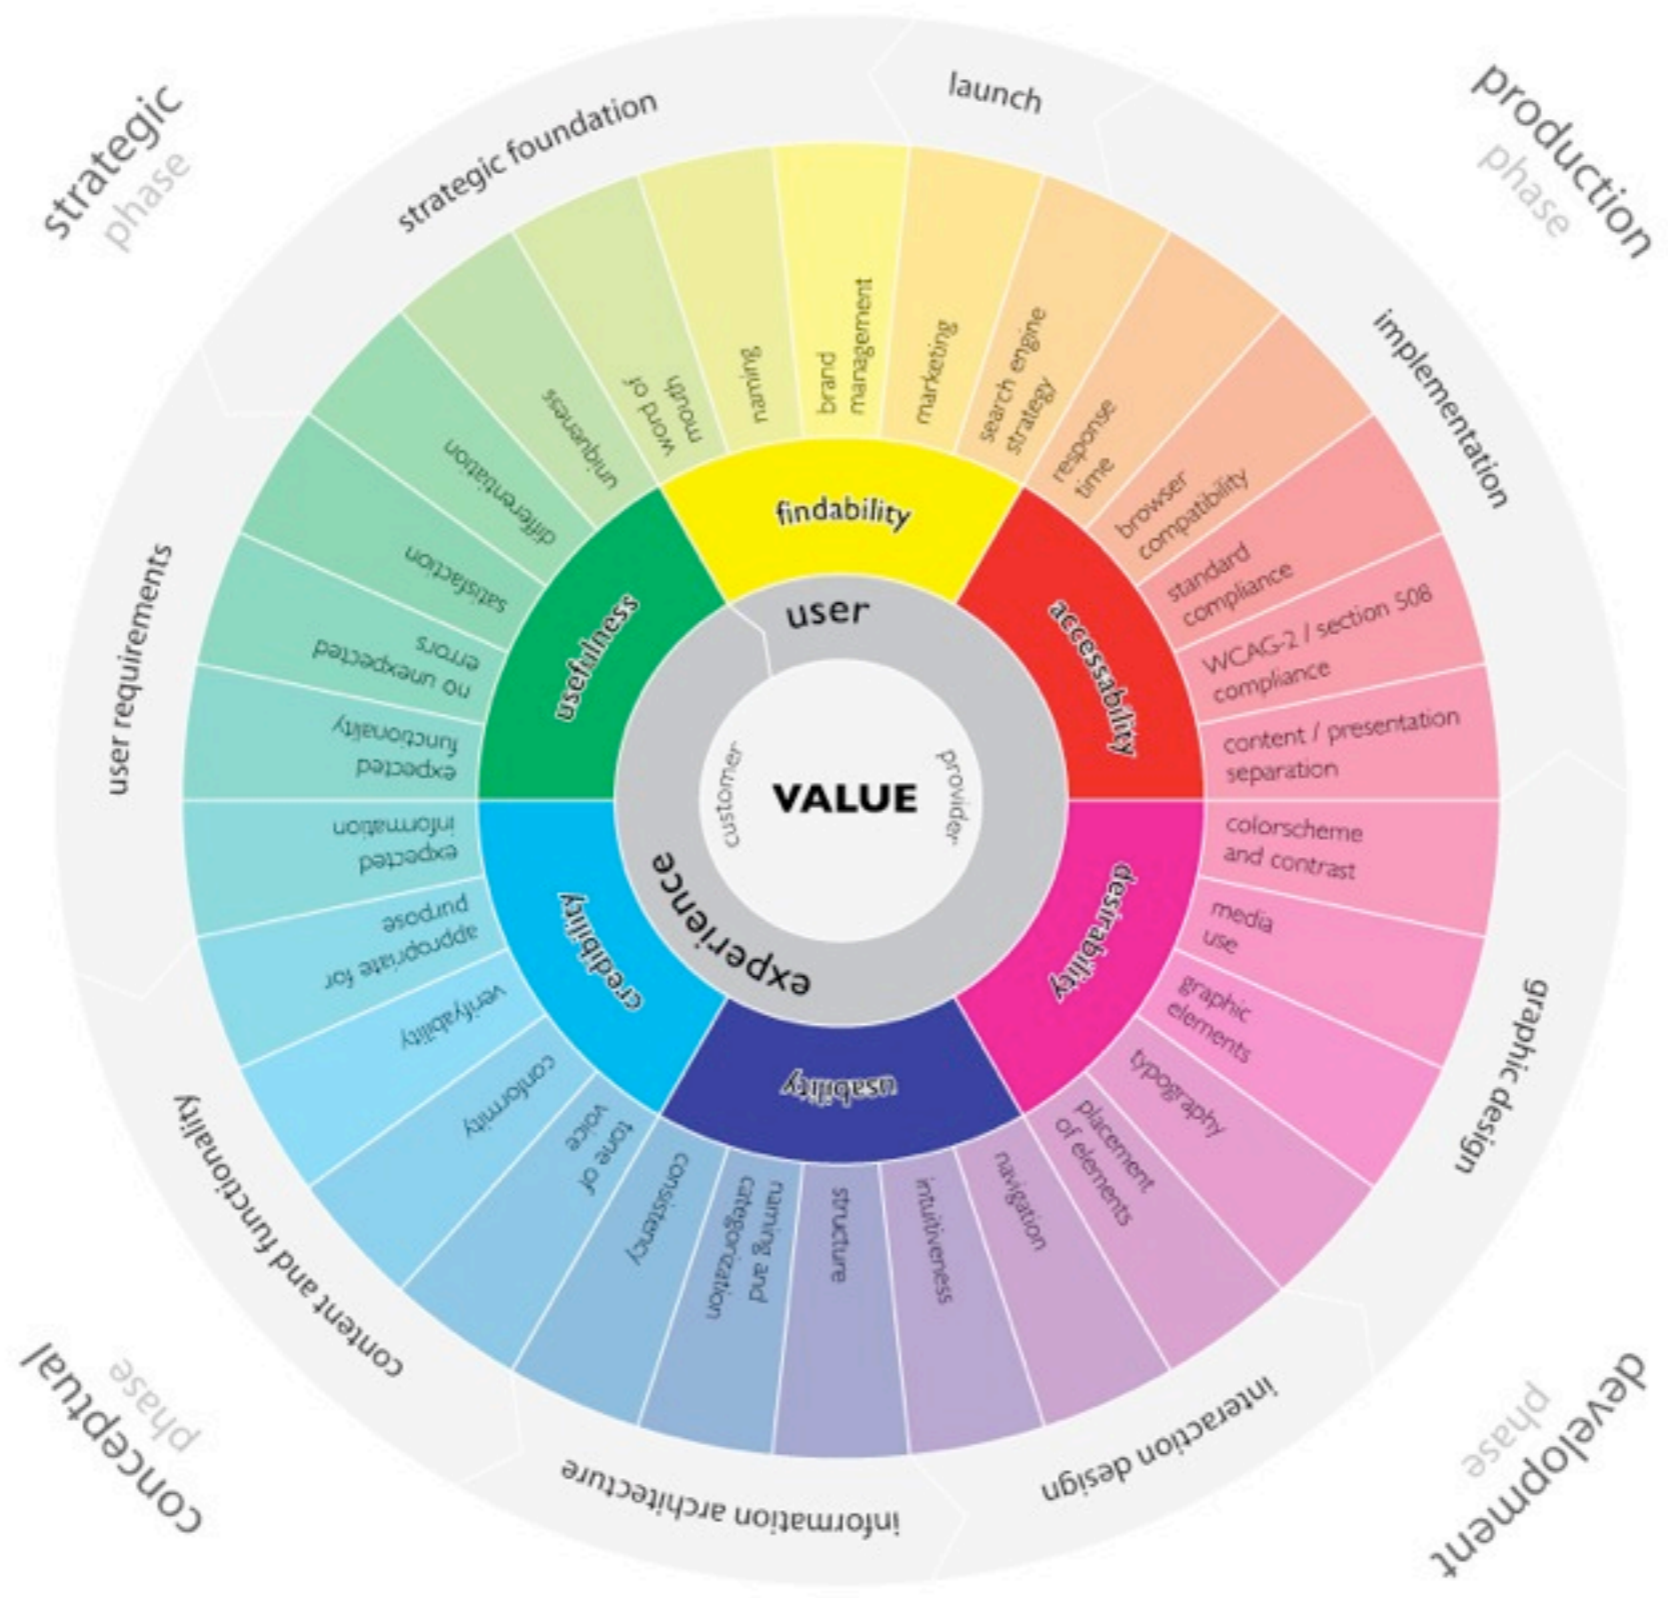 strategic
phase
production
phase
development
phase
conceptual
phase
strategic foundation
launch
implementation
graphic design
interaction design
information architecture
content and functionality
user requirements
word of
mouth
naming
brand
management
marketing
search engine
strategy
response
time
browser
compatibility
standard
compliance
WCAG-2 / section 508
compliance
content / presentation
separation
colorscheme
and contrast
media
use
graphic
elements
typography
placement
of elements
navigation
intuitiveness
structure
naming and
categorization
consistency
tone of
voice
conformity
verifyability
appropriate for
purpose
expected
information
expected
functionality
no unexpected
errors
satisfaction
differentiation
uniqueness
findability
accessability
desirability
usability
credibility
usefulness
user
experience
customer
VALUE
provider